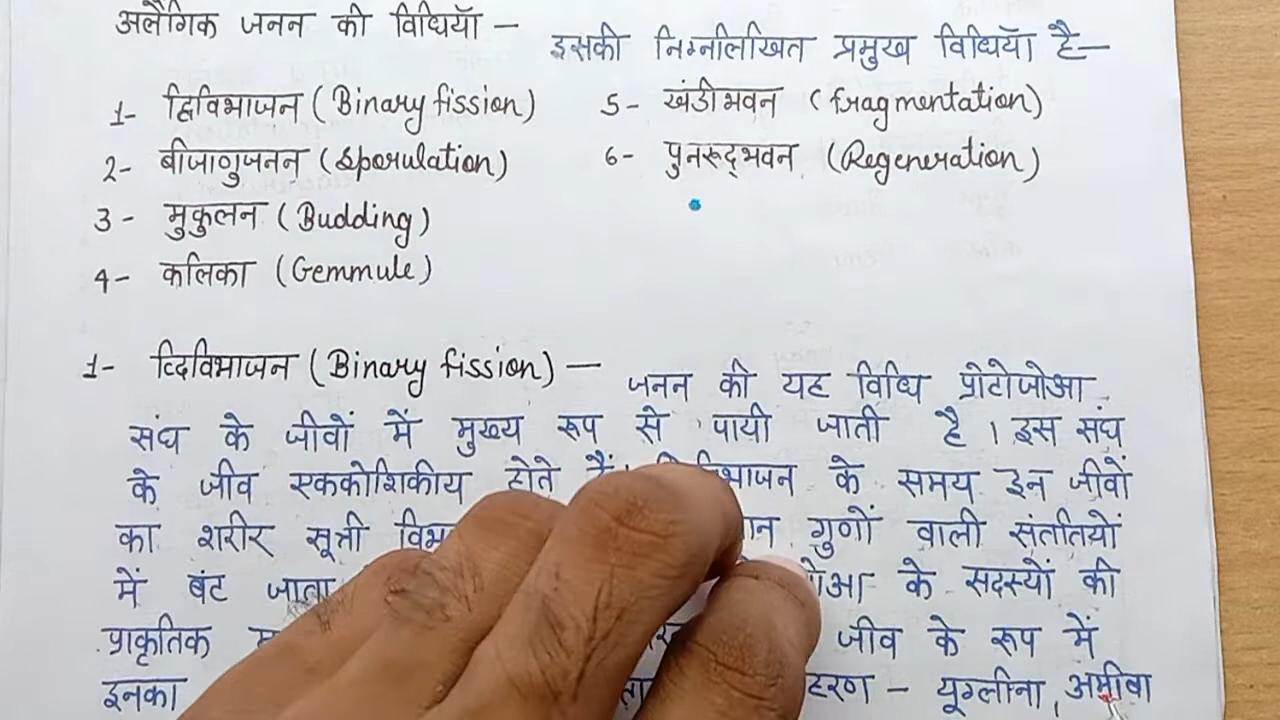 अलैंगिक जनन की विधियॉ —
इसकी निम्नलिखित प्रमुख विधियॉ है —
1- द्विविभाजन (Binary fission)
2- बीजाणुजनन (Sporulation)
3- मुकुलन (Budding)
4- कलिका (Gemmule)
5- खंडीभवन (fragmentation)
6- पुनरूद्भवन (Regeneration)
1- द्विविभाजन (Binary fission) — जनन की यह विधि प्रोटोजोआ
संघ के जीवों में मुख्य रूप से पायी जाती है। इस संघ
के जीव एककोशिकीय होते के समय इन जीवों
का शरीर सूत्री गुणों वाली संततियों
में बंट जाता के सदस्यों की
प्राकृतिक जीव के रूप में
इनका – यूग्लीना, अमीबा